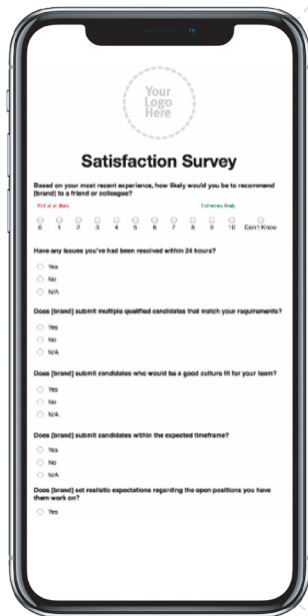 Your
Logo
Here
Satisfaction Survey
Based on your most recent experience, how likely would you be to recommend
[brand] to a friend or colleague?
Not at all likely Extremely likely
0 1 2 3 4 5 6 7 8 9 10 Don't Know
Have any issues you've had been resolved within 24 hours?
Yes
No
N/A
Does [brand] submit multiple qualified candidates that match your requirements?
Yes
No
N/A
Does [brand] submit candidates who would be a good culture fit for your team?
Yes
No
N/A
Does [brand] submit candidates within the expected timeframe?
Yes
No
N/A
Does [brand] set realistic expectations regarding the open positions you have
them work on?
Yes